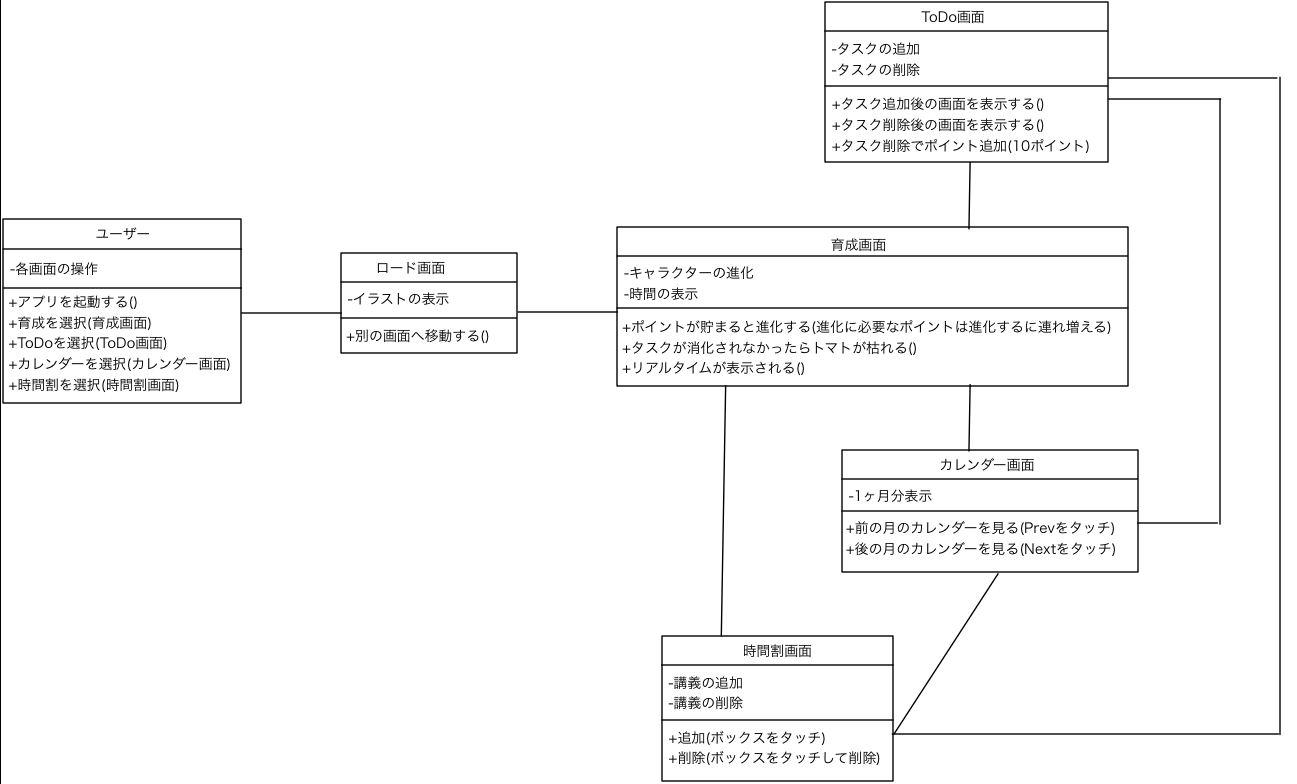 ToDo画面
-タスクの追加
-タスクの削除
+タスク追加後の画面を表示する()
+タスク削除後の画面を表示する()
+タスク削除でポイント追加(10ポイント)
ユーザー
-各画面の操作
+アプリを起動する()
+育成を選択(育成画面)
+ToDoを選択(ToDo画面)
+カレンダーを選択(カレンダー画面)
+時間割を選択(時間割画面)
ロード画面
-イラストの表示
+別の画面へ移動する()
育成画面
-キャラクターの進化
-時間の表示
+ポイントが貯まると進化する(進化に必要なポイントは進化するに連れ増える)
+タスクが消化されなかったらトマトが枯れる()
+リアルタイムが表示される()
カレンダー画面
-1ヶ月分表示
+前の月のカレンダーを見る(Prevをタッチ)
+後の月のカレンダーを見る(Nextをタッチ)
時間割画面
-講義の追加
-講義の削除
+追加(ボックスをタッチ)
+削除(ボックスをタッチして削除)